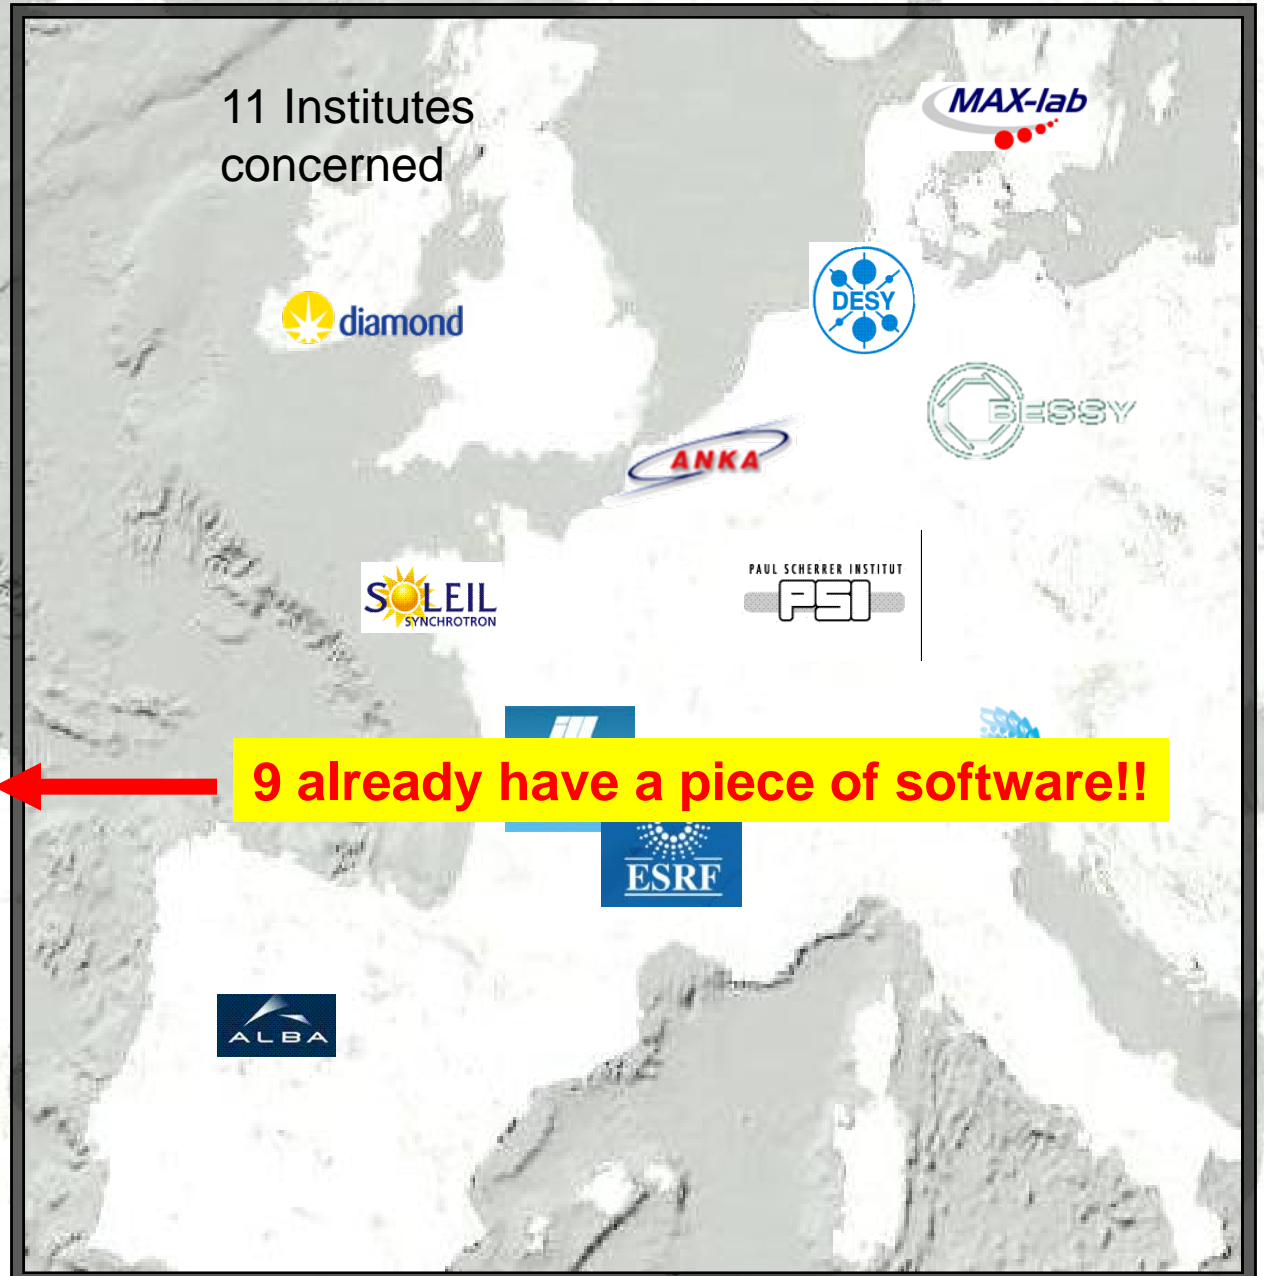 11 Institutes
concerned
MAX-lab
DESY
diamond
BESSY
ANKA
PAUL SCHERRER INSTITUT
PSI
SOLEIL
SYNCHROTRON
ill
9 already have a piece of software!!
ESRF
ALBA